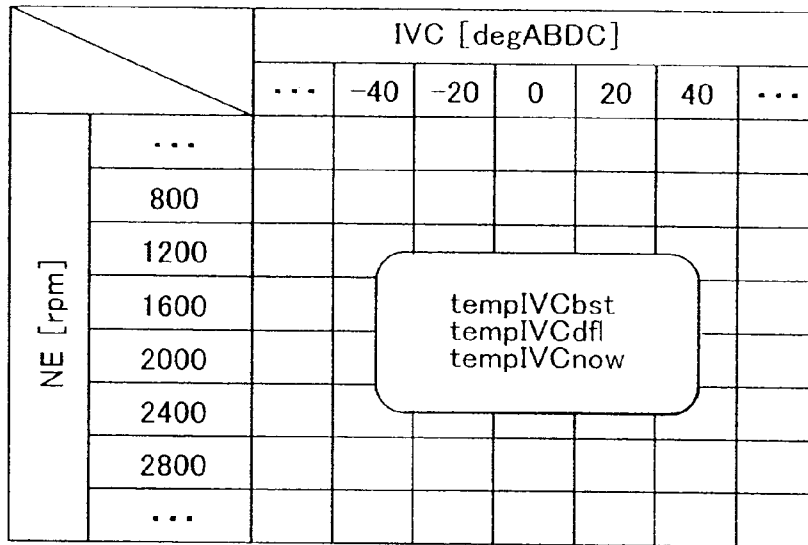 IVC [degABDC]
... -40 -20 0 20 40 ...
NE [rpm]
...
800
1200
1600
2000
2400
2800
...
tempIVCbst
tempIVCdfl
tempIVCnow